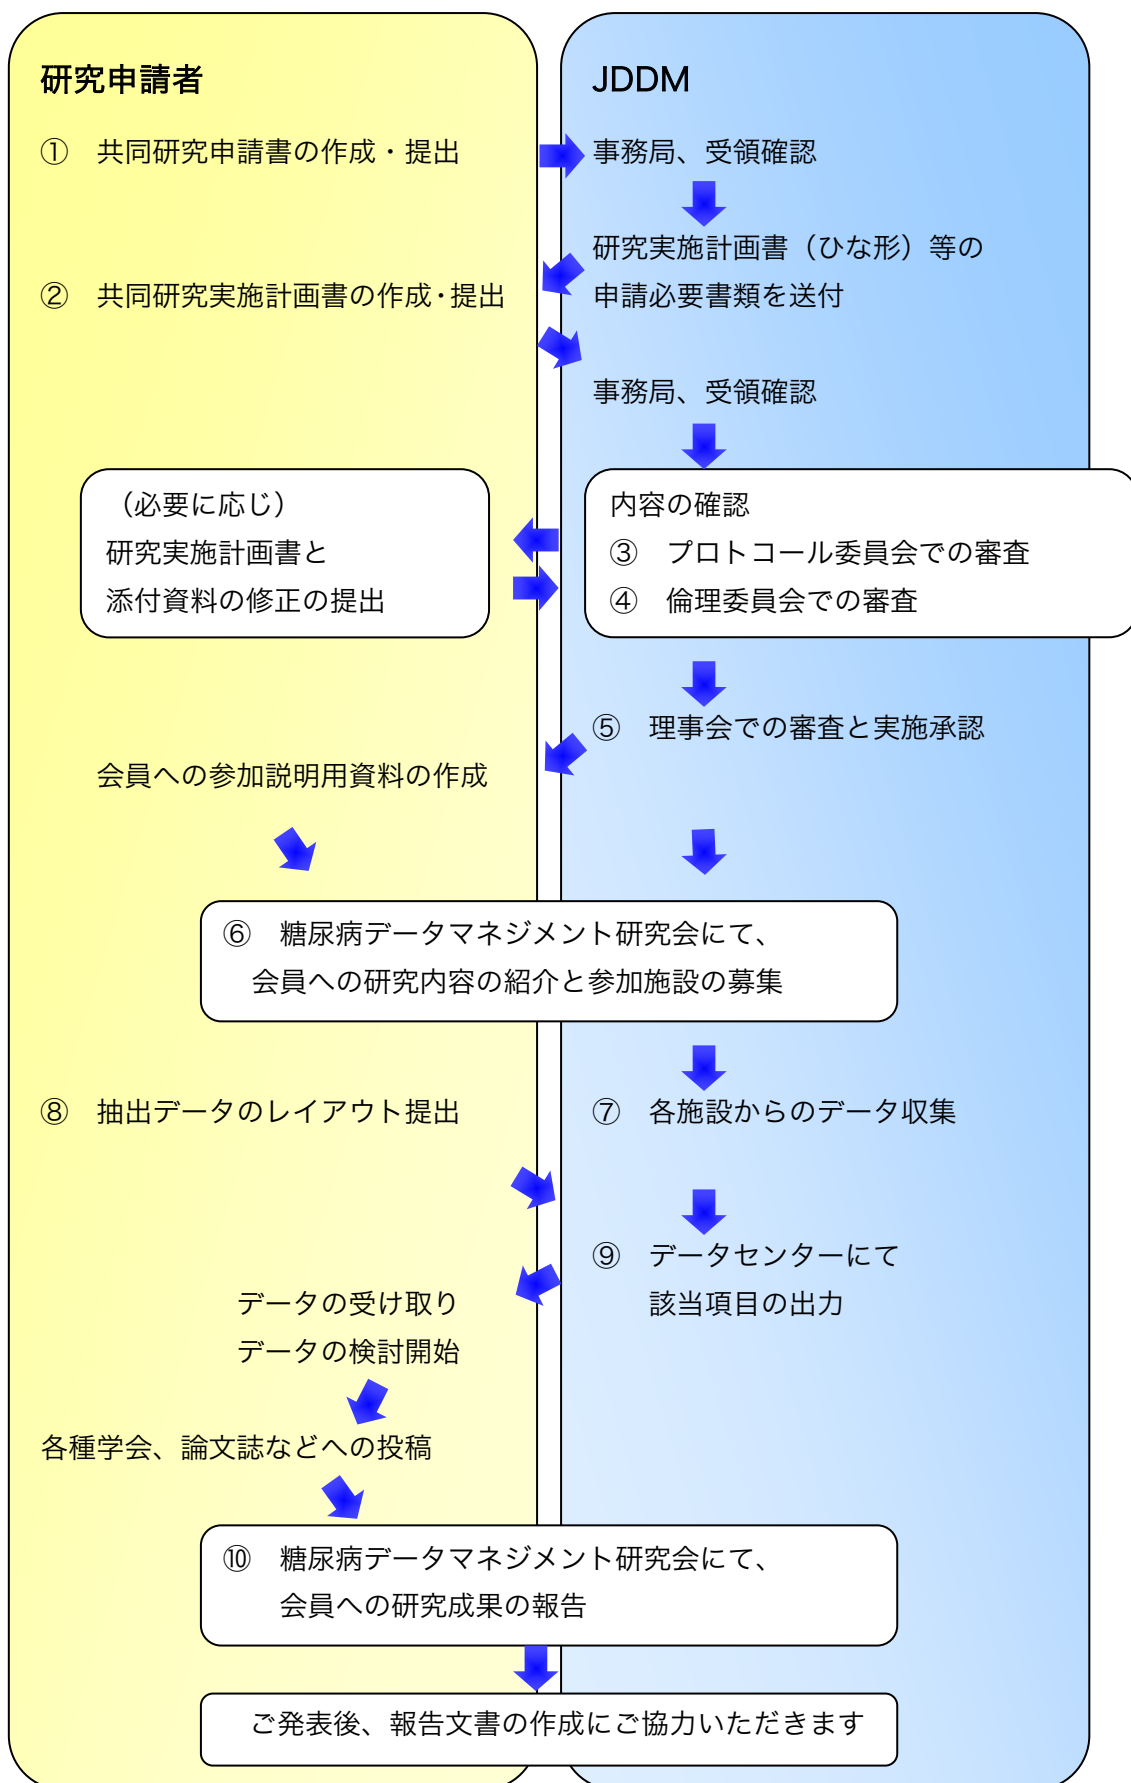 研究申請者
JDDM
① 共同研究申請書の作成・提出
事務局、受領確認
研究実施計画書（ひな形）等の
申請必要書類を送付
② 共同研究実施計画書の作成･提出
事務局、受領確認
（必要に応じ）
研究実施計画書と
添付資料の修正の提出
内容の確認
③ プロトコール委員会での審査
④ 倫理委員会での審査
⑤ 理事会での審査と実施承認
会員への参加説明用資料の作成
⑥ 糖尿病データマネジメント研究会にて、
会員への研究内容の紹介と参加施設の募集
⑧ 抽出データのレイアウト提出
⑦ 各施設からのデータ収集
⑨ データセンターにて
該当項目の出力
データの受け取り
データの検討開始
各種学会、論文誌などへの投稿
⑩ 糖尿病データマネジメント研究会にて、
会員への研究成果の報告
ご発表後、報告文書の作成にご協力いただきます